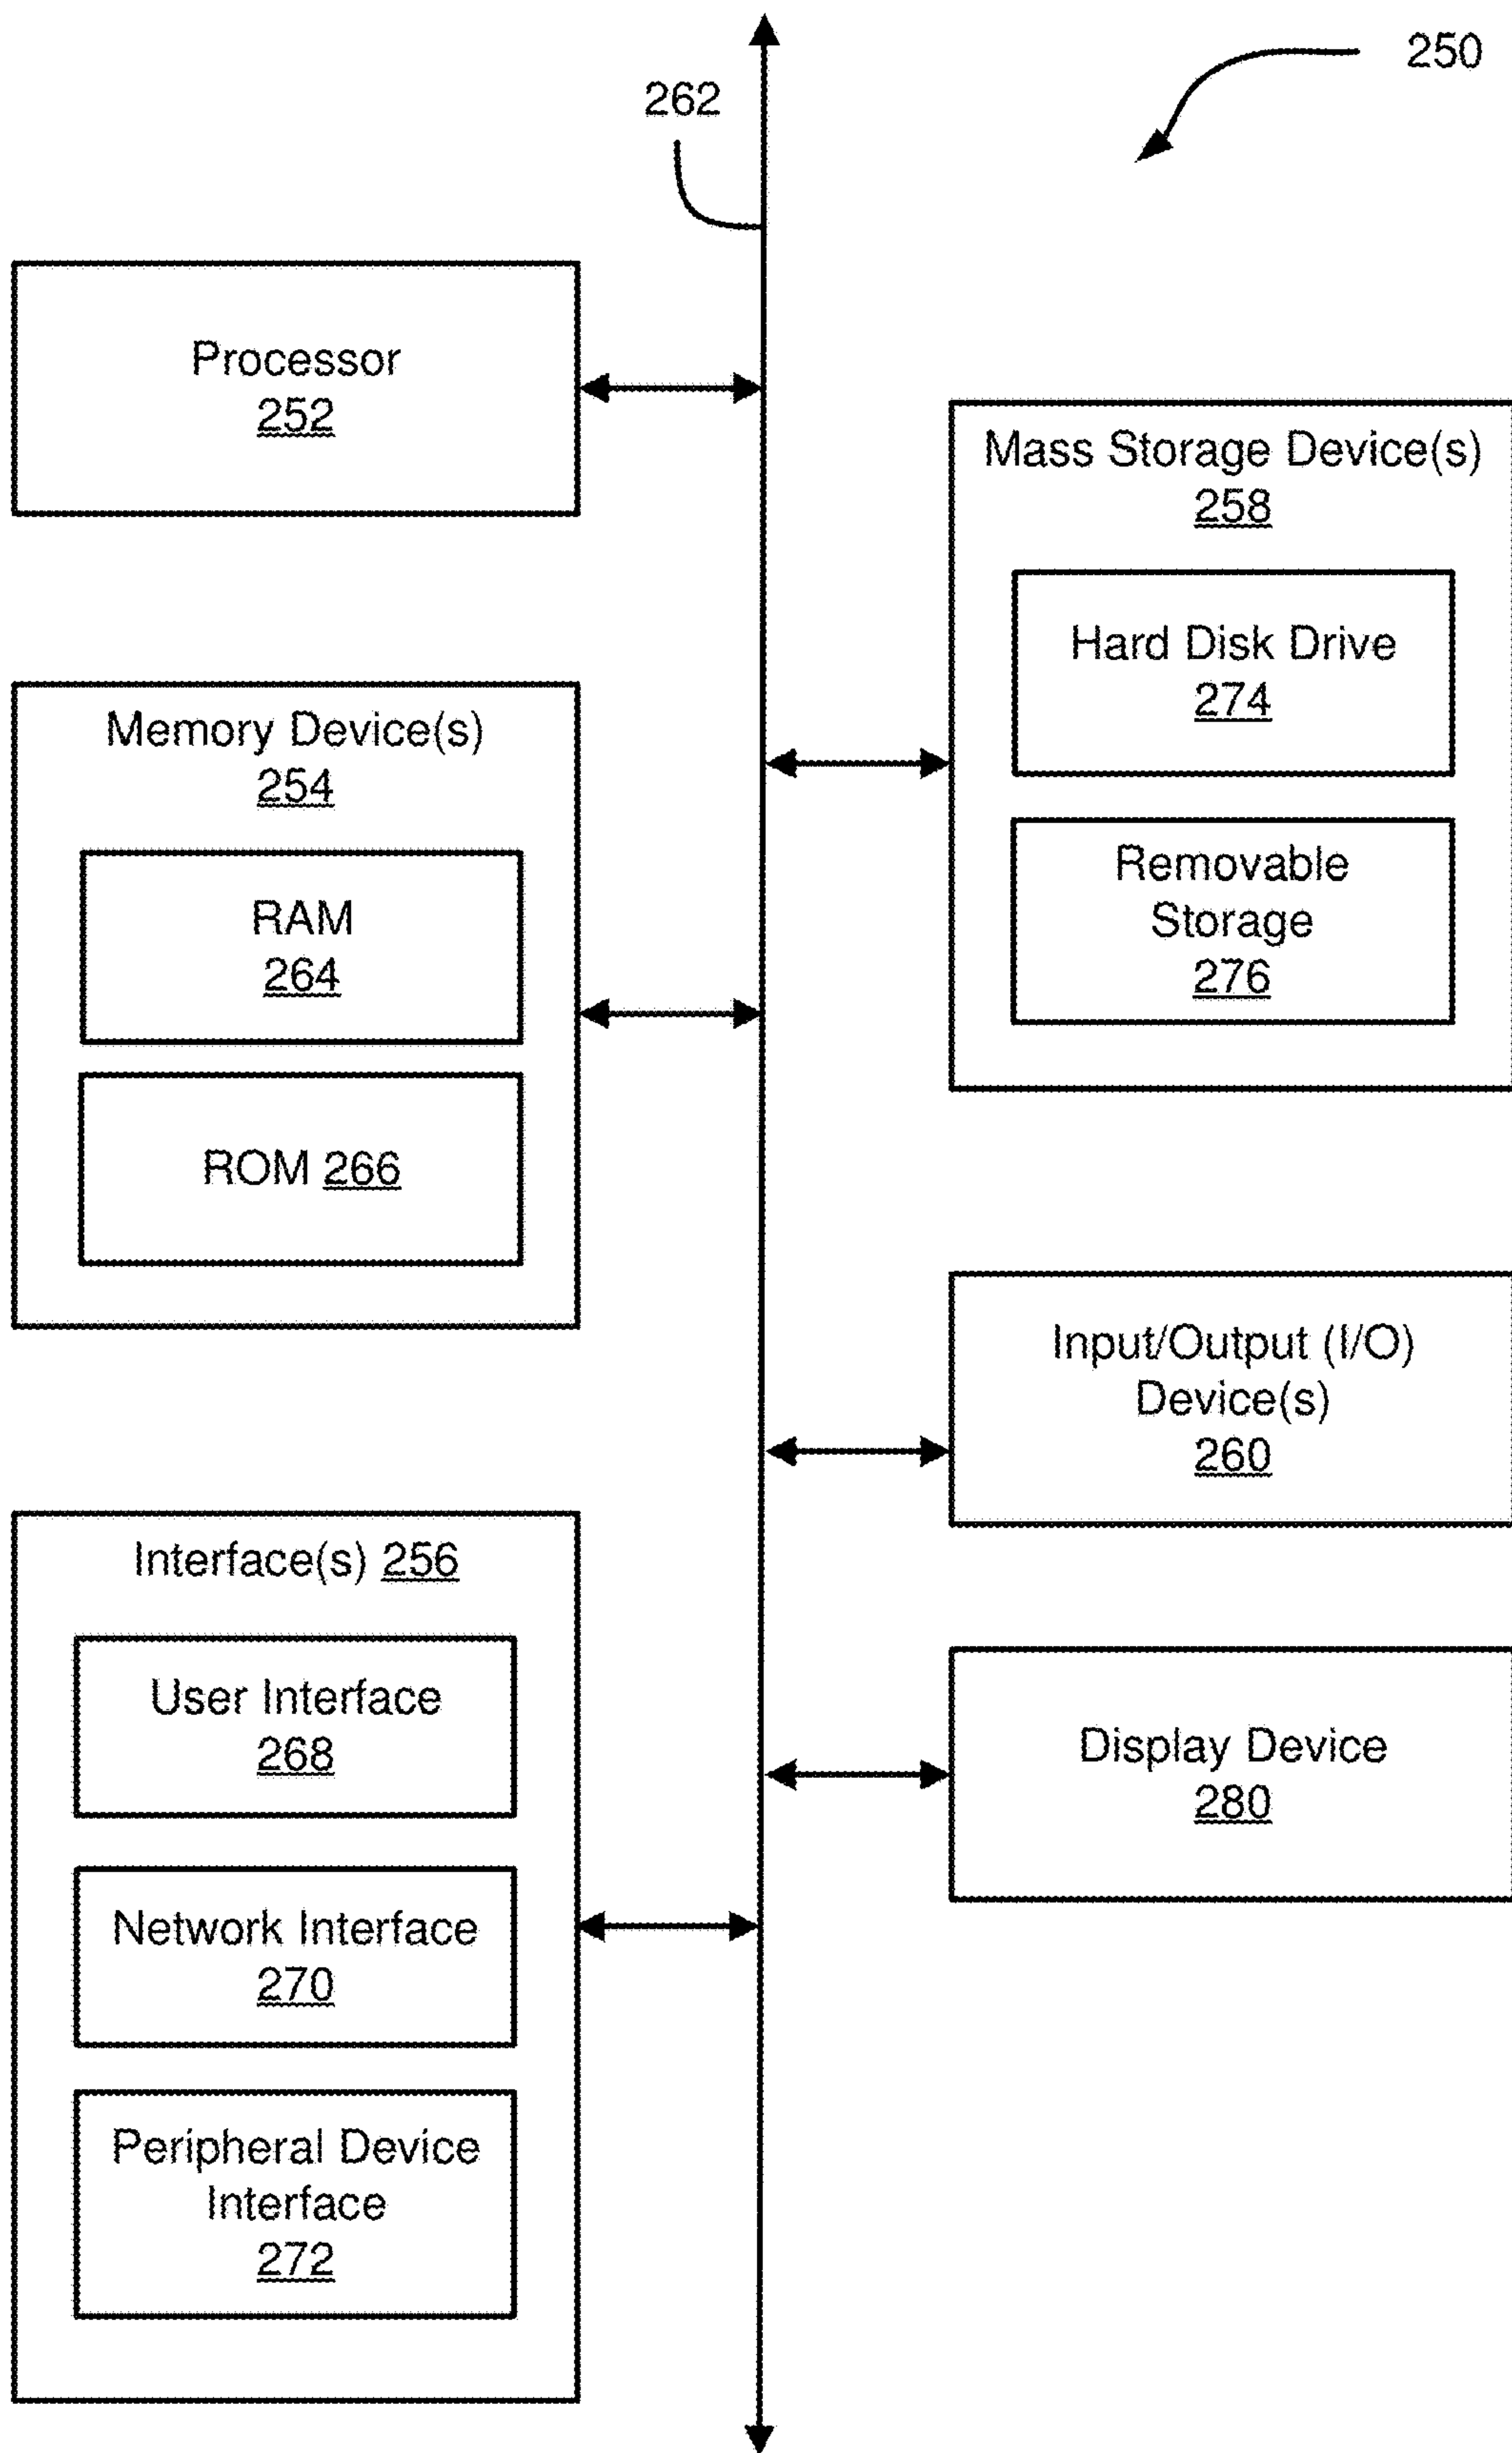 250
262
Processor
252
Mass Storage Device(s)
258
Hard Disk Drive
274
Removable
Storage
276
Memory Device(s)
254
RAM
264
ROM 266
Input/Output (I/O)
Device(s)
260
Interface(s) 256
User Interface
268
Network Interface
270
Peripheral Device
Interface
272
Display Device
280